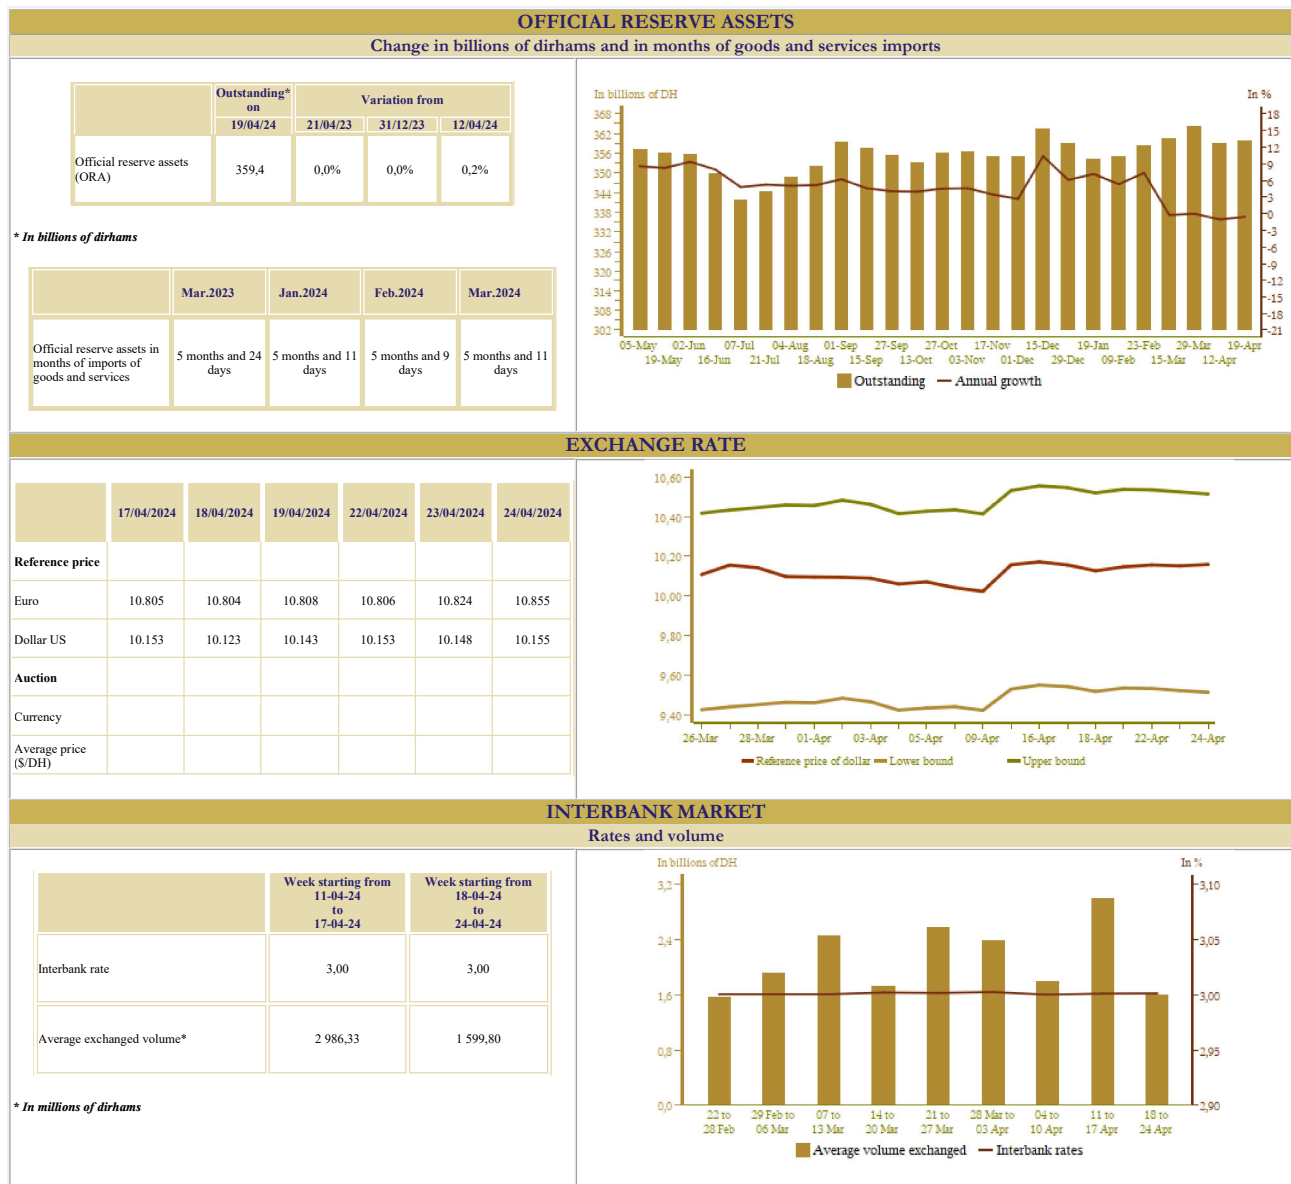 OFFICIAL RESERVE ASSETS
Change in billions of dirhams and in months of goods and services imports
Outstanding*
on
Variation from
19/04/24 21/04/23 31/12/23 12/04/24
Official reserve assets
(ORA)
359,4 0,0% 0,0% 0,2%
* In billions of dirhams
Mar.2023 Jan.2024 Feb.2024 Mar.2024
Official reserve assets in
months of imports of
goods and services
5 months and 24
days
5 months and 11
days
5 months and 9
days
5 months and 11
days
In billions of DH In %
368
362
356
350
344
338
332
326
320
314
308
302
18
15
12
9
6
3
0
-3
-6
-9
-12
-15
-18
-21
05-May 02-Jun 07-Jul 04-Aug 01-Sep 27-Sep 27-Oct 17-Nov 15-Dec 19-Jan 23-Feb 29-Mar 19-Apr
19-May 16-Jun 21-Jul 18-Aug 15-Sep 13-Oct 03-Nov 01-Dec 29-Dec 09-Feb 15-Mar 12-Apr
Outstanding Annual growth
EXCHANGE RATE
17/04/2024 18/04/2024 19/04/2024 22/04/2024 23/04/2024 24/04/2024
Reference price
Euro 10.805 10.804 10.808 10.806 10.824 10.855
Dollar US 10.153 10.123 10.143 10.153 10.148 10.155
Auction
Currency
Average price
($/DH)
10,60
10,40
10,20
10,00
9,80
9,60
9,40
26-Mar 28-Mar 01-Apr 03-Apr 05-Apr 09-Apr 16-Apr 18-Apr 22-Apr 24-Apr
Reference price of dollar Lower bound Upper bound
INTERBANK MARKET
Rates and volume
Week starting from
11-04-24
to
17-04-24
Week starting from
18-04-24
to
24-04-24
Interbank rate 3,00 3,00
Average exchanged volume* 2 986,33 1 599,80
* In millions of dirhams
In billions of DH In %
3,2
2,4
1,6
0,8
0,0
3,10
3,05
3,00
2,95
2,90
22 to 29 Feb to 07 to 14 to 21 to 28 Mar to 04 to 11 to 18 to
28 Feb 06 Mar 13 Mar 20 Mar 27 Mar 03 Apr 10 Apr 17 Apr 24 Apr
Average volume exchanged Interbank rates